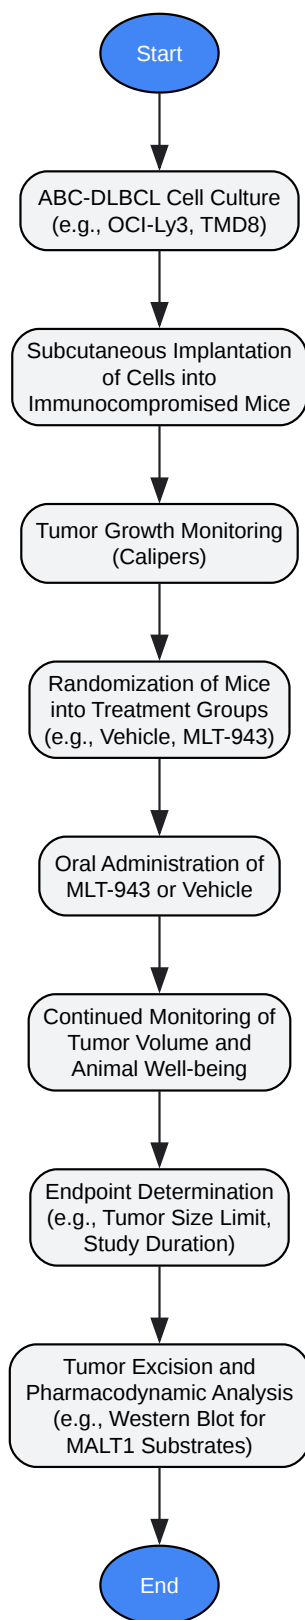 Start
ABC-DLBCL Cell Culture
(e.g., OCI-Ly3, TMD8)
Subcutaneous Implantation
of Cells into
Immunocompromised Mice
Tumor Growth Monitoring
(Calipers)
Randomization of Mice
into Treatment Groups
(e.g., Vehicle, MLT-943)
Oral Administration of
MLT-943 or Vehicle
Continued Monitoring of
Tumor Volume and
Animal Well-being
Endpoint Determination
(e.g., Tumor Size Limit,
Study Duration)
Tumor Excision and
Pharmacodynamic Analysis
(e.g., Western Blot for
MALT1 Substrates)
End